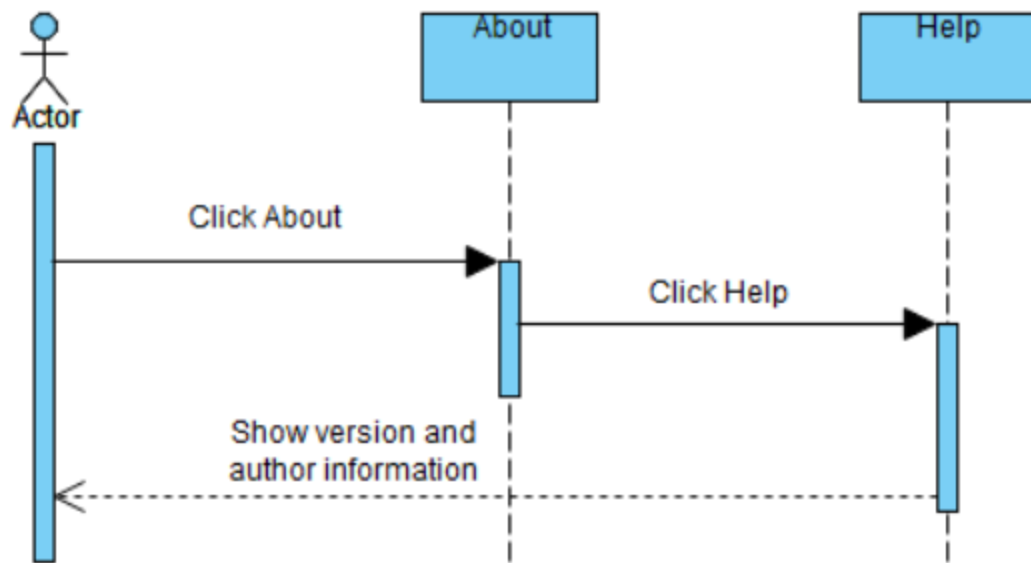 About
Help
Actor
Click About
Click Help
Show version and
author information